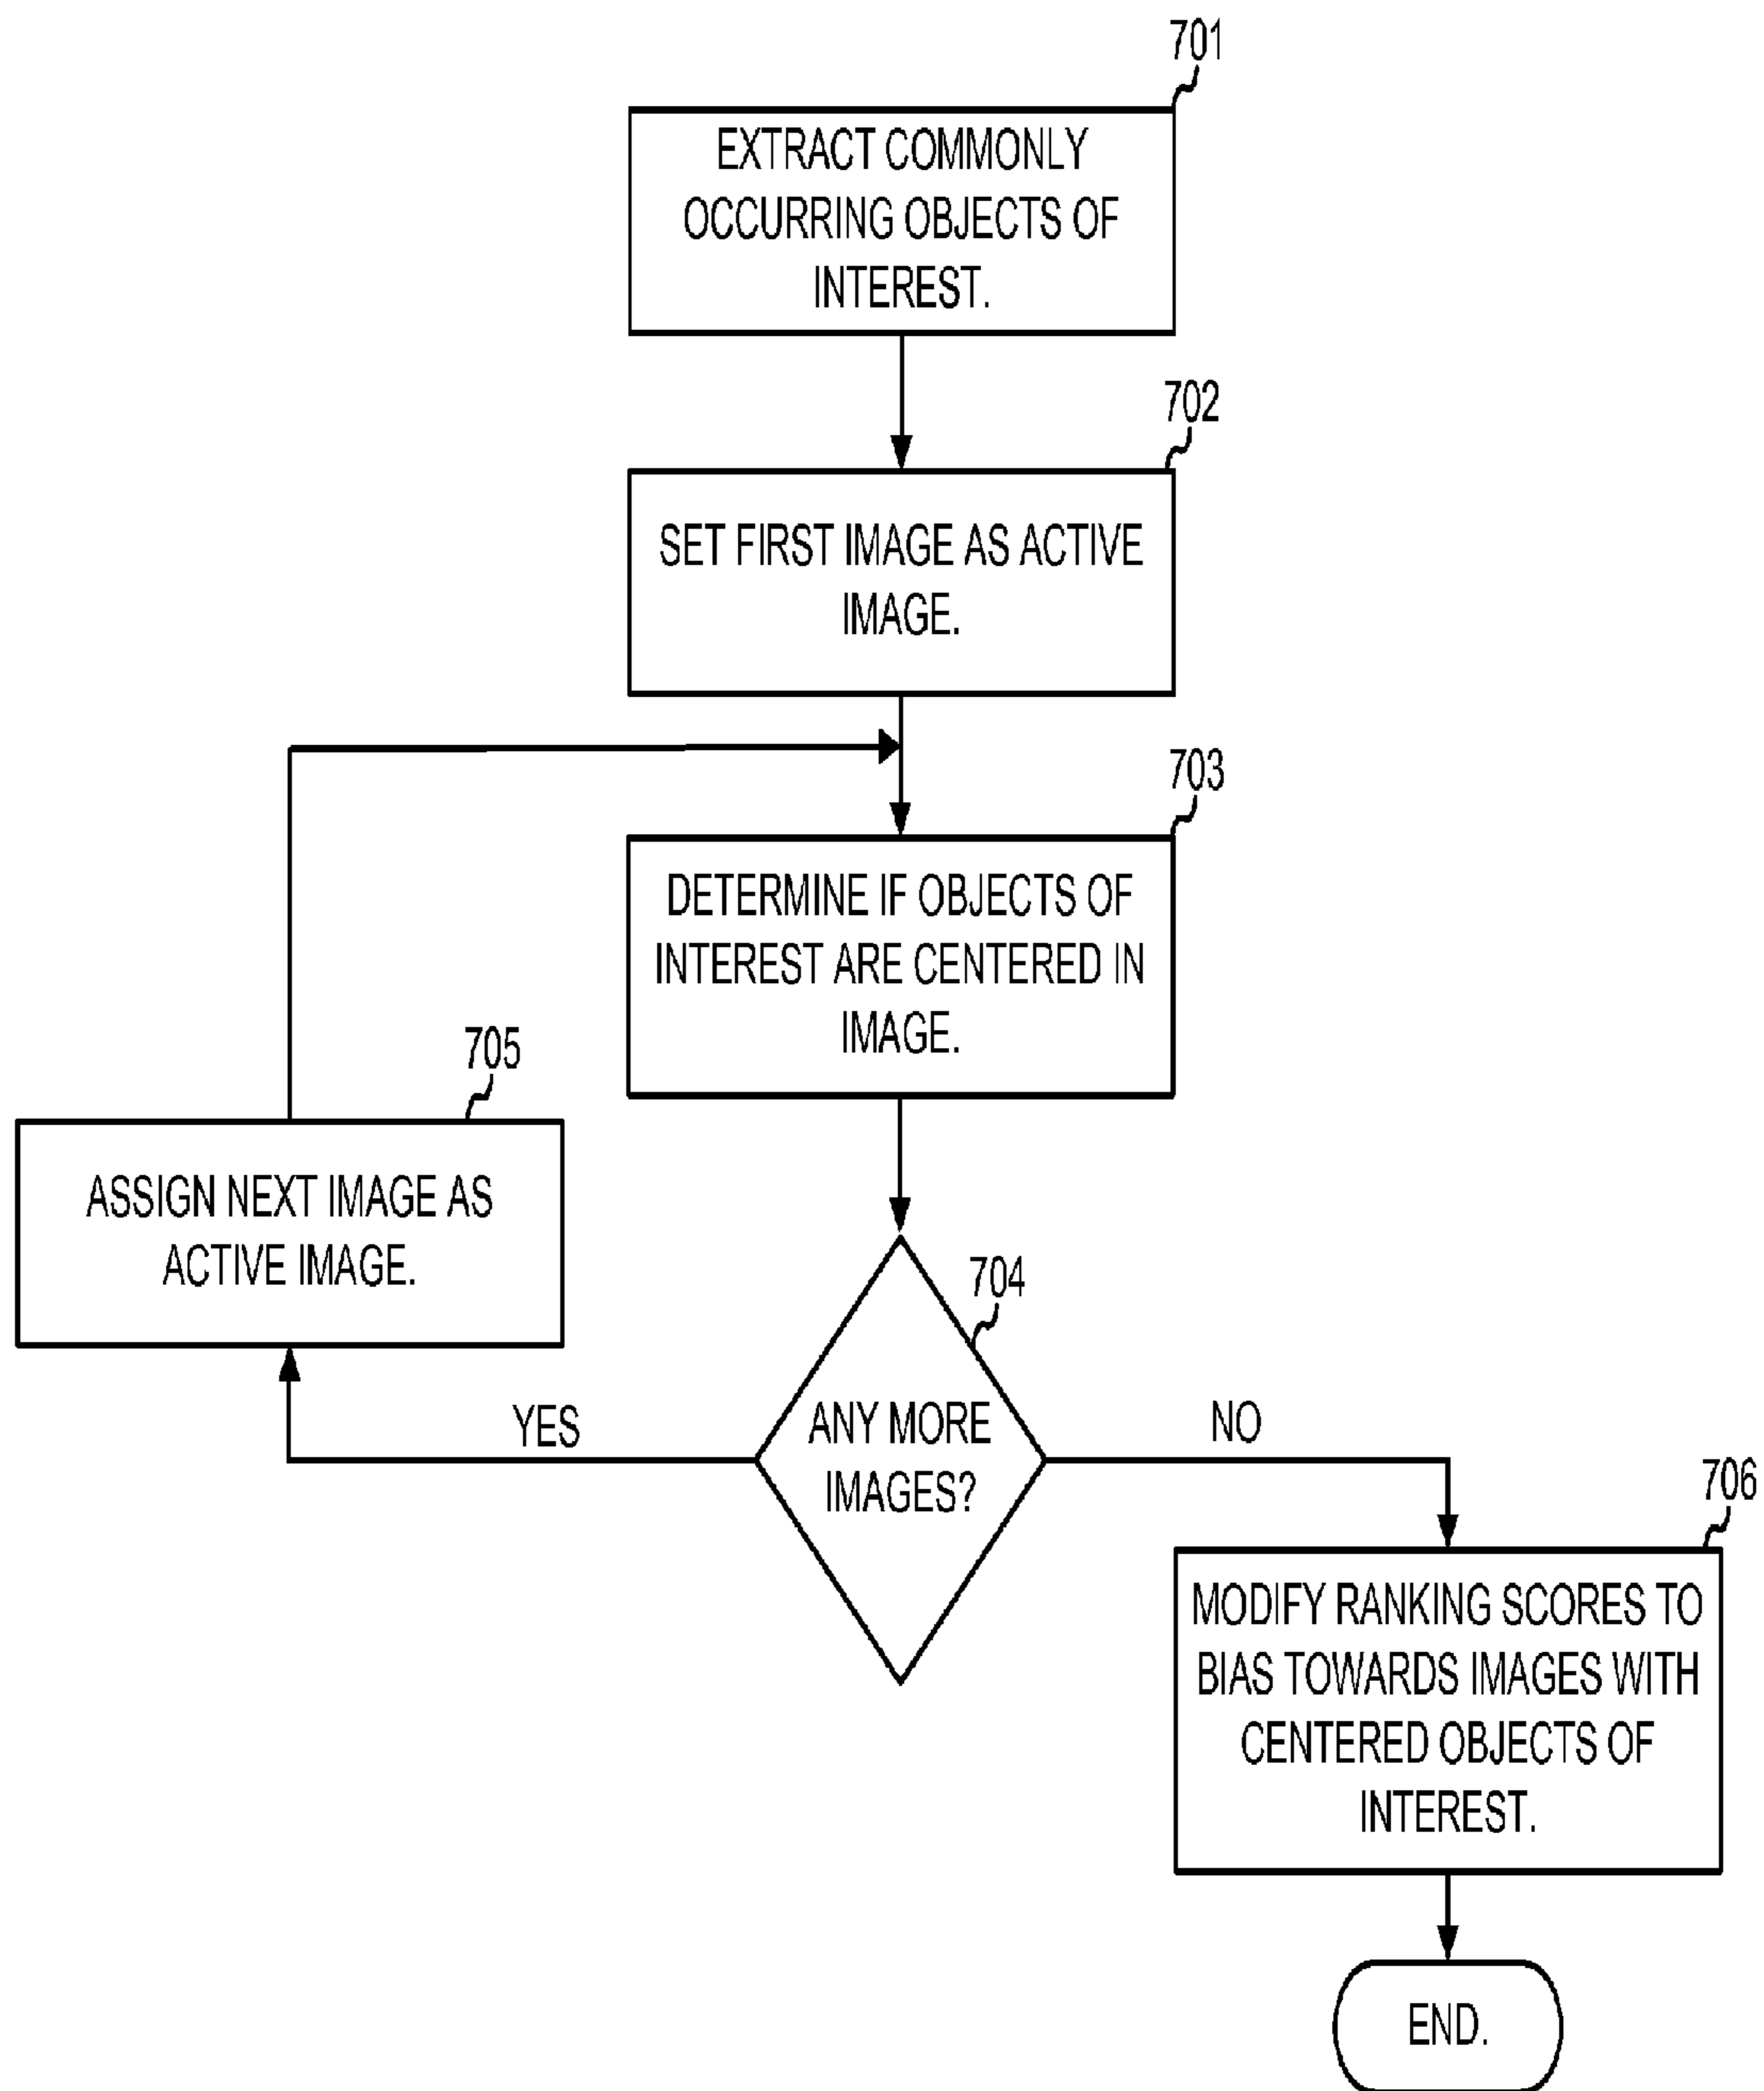 701
EXTRACT COMMONLY
OCCURRING OBJECTS OF
INTEREST.
702
SET FIRST IMAGE AS ACTIVE
IMAGE.
703
DETERMINE IF OBJECTS OF
INTEREST ARE CENTERED IN
IMAGE.
705
ASSIGN NEXT IMAGE AS
ACTIVE IMAGE.
704
ANY MORE
IMAGES?
YES
NO
706
MODIFY RANKING SCORES TO
BIAS TOWARDS IMAGES WITH
CENTERED OBJECTS OF
INTEREST.
END.